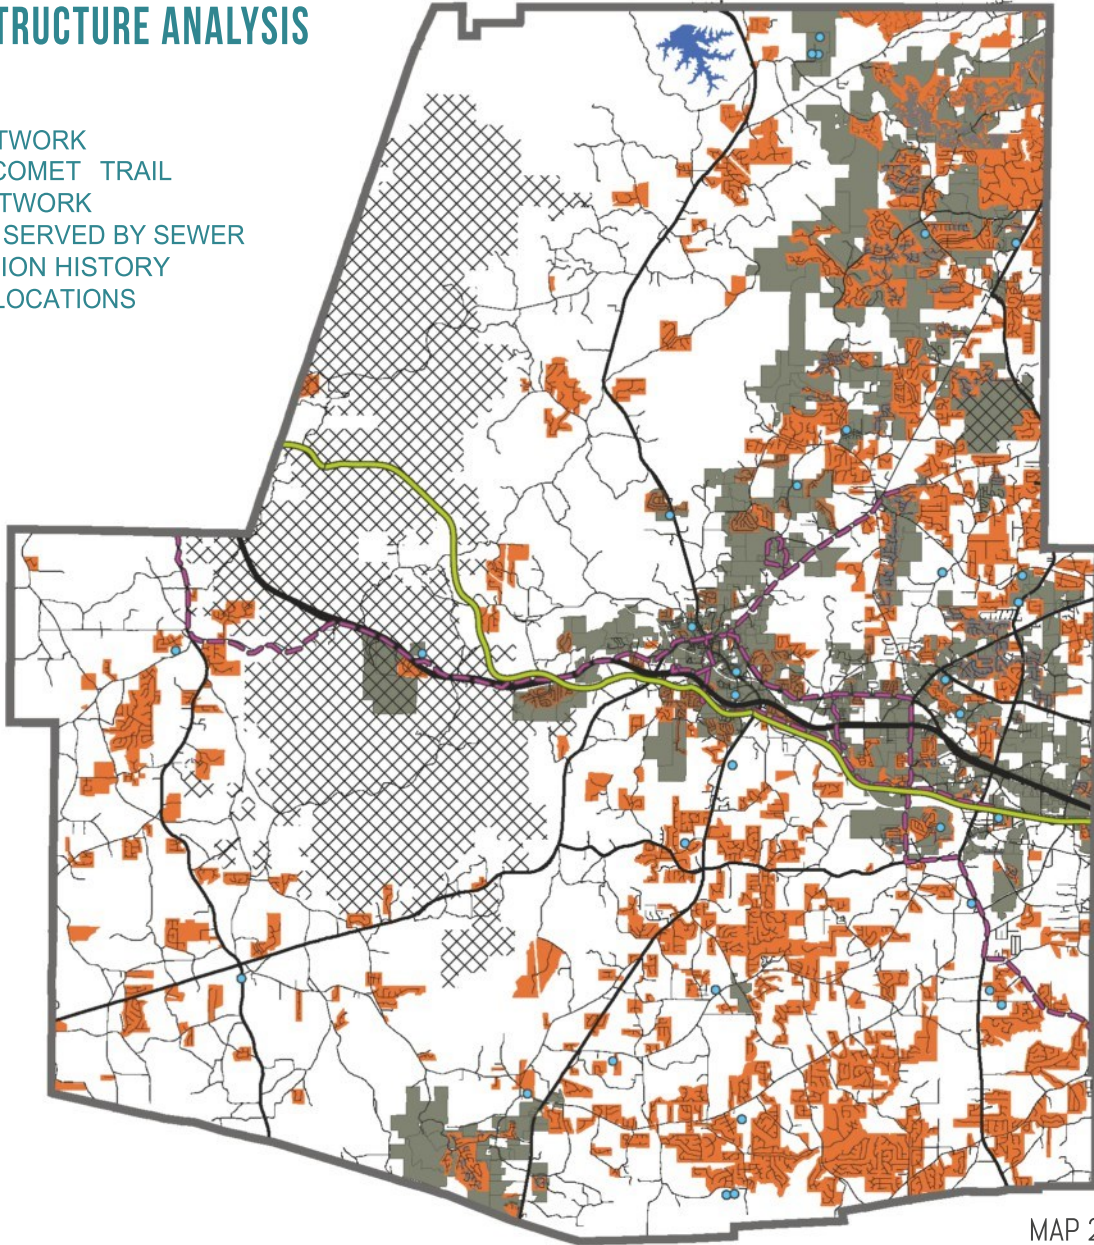 TRUCTURE ANALYSIS
TWORK
COMET TRAIL
TWORK
SERVED BY SEWER
ION HISTORY
LOCATIONS
MAP 2